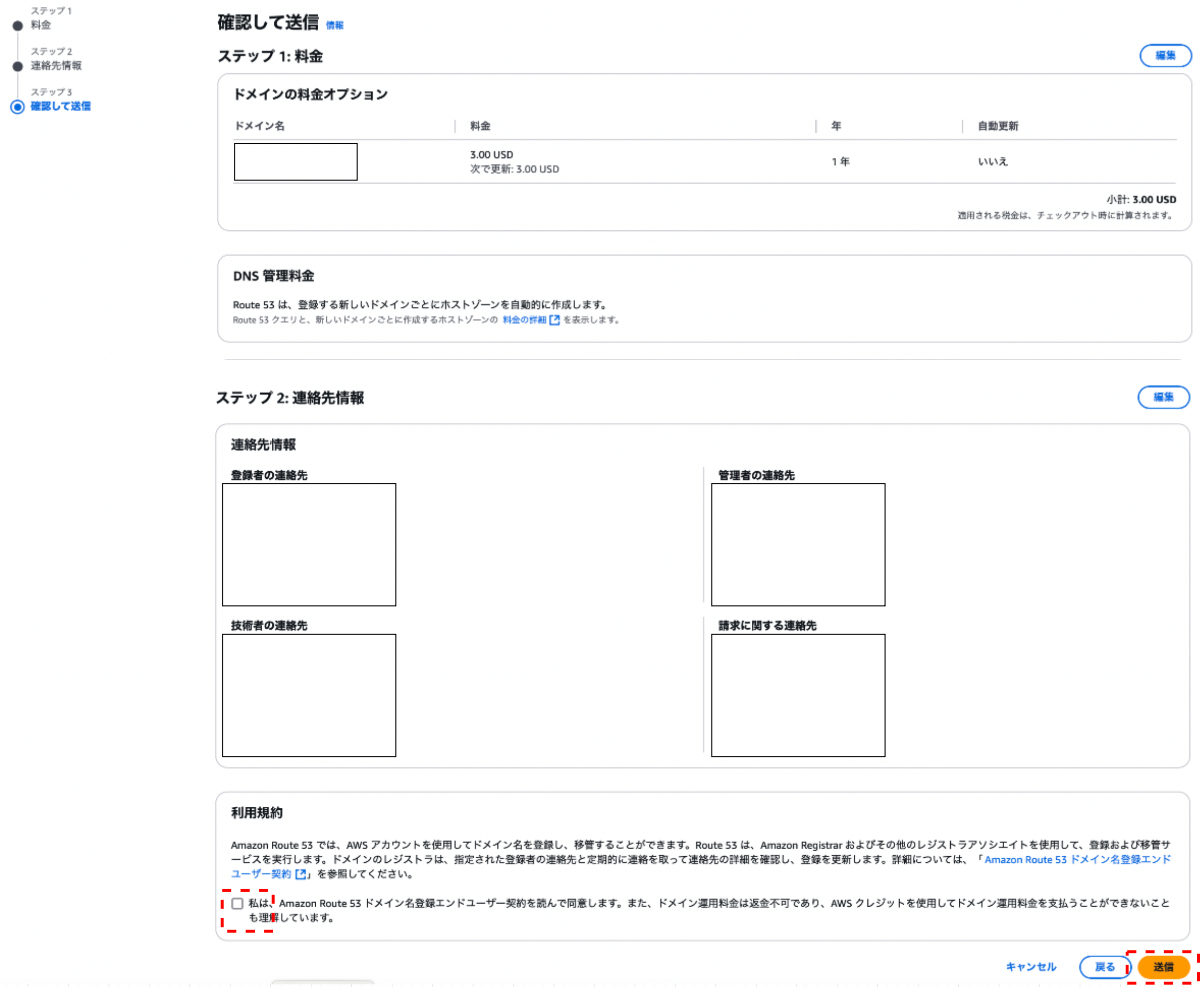 ステップ 1
料金
ステップ 2
連絡先情報
ステップ 3
確認して送信
確認して送信 情報
ステップ 1: 料金
編集
ドメインの料金オプション
ドメイン名 料金 年 自動更新
3.00 USD
次で更新: 3.00 USD
1 年
いいえ
小計: 3.00 USD
適用される税金は、チェックアウト時に計算されます。
DNS 管理料金
Route 53 は、登録する新しいドメインごとにホストゾーンを自動的に作成します。
Route 53 クエリと、新しいドメインごとに作成するホストゾーンの 料金の詳細 を表示します。
ステップ 2: 連絡先情報
編集
連絡先情報
登録者の連絡先
管理者の連絡先
技術者の連絡先
請求に関する連絡先
利用規約
Amazon Route 53 では、AWS アカウントを使用してドメイン名を登録し、移管することができます。Route 53 は、Amazon Registrar およびその他のレジストラアソシエイトを使用して、登録および移管サ
ービスを実行します。ドメインのレジストラは、指定された登録者の連絡先と定期的に連絡を取って連絡先の詳細を確認し、登録を更新します。詳細については、「Amazon Route 53 ドメイン名登録エンド
ユーザー契約」を参照してください。
私は、Amazon Route 53 ドメイン名登録エンドユーザー契約を読んで同意します。また、ドメイン運用料金は返金不可であり、AWS クレジットを使用してドメイン運用料金を支払うことができないこと
も理解しています。
キャンセル
戻る
送信